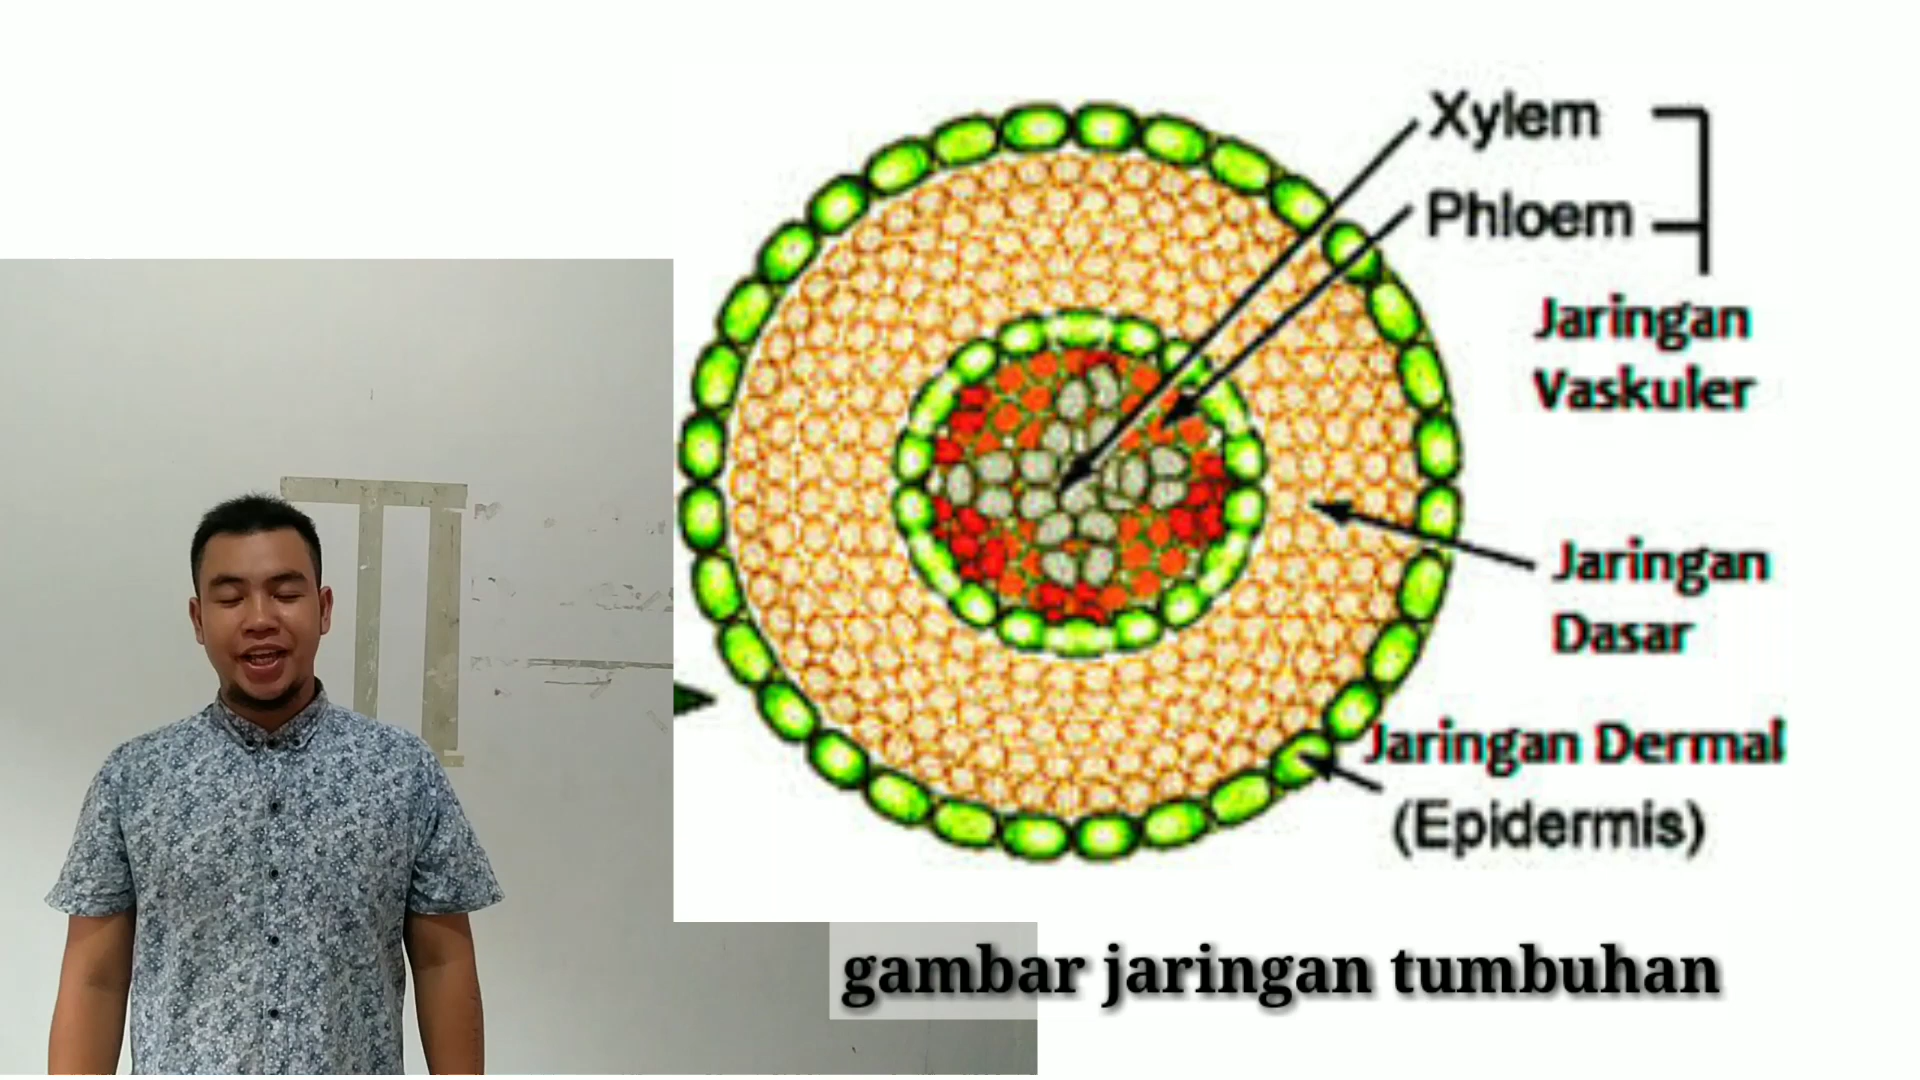 Xylem
Phloem
Jaringan
Vaskuler
Jaringan
Dasar
Jaringan Dermal
(Epidermis)
gambar jaringan tumbuhan